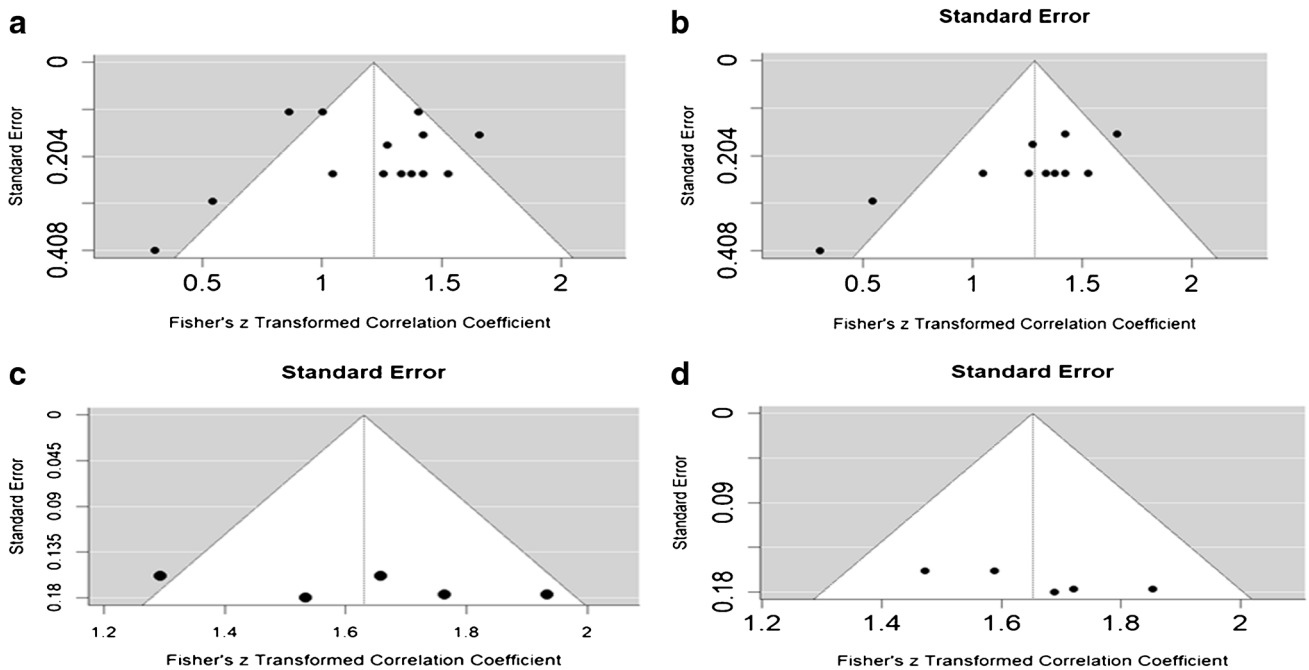 a
0
0.204
0.408
Standard Error
0.5
1
1.5
2
Fisher's z Transformed Correlation Coefficient
b
Standard Error
0
0.204
0.408
Standard Error
0.5
1
1.5
2
Fisher's z Transformed Correlation Coefficient
c
Standard Error
0
0.045
0.09
0.135
0.18
Standard Error
1.2
1.4
1.6
1.8
2
Fisher's z Transformed Correlation Coefficient
d
Standard Error
0
0.09
0.18
Standard Error
1.2
1.4
1.6
1.8
2
Fisher's z Transformed Correlation Coefficient